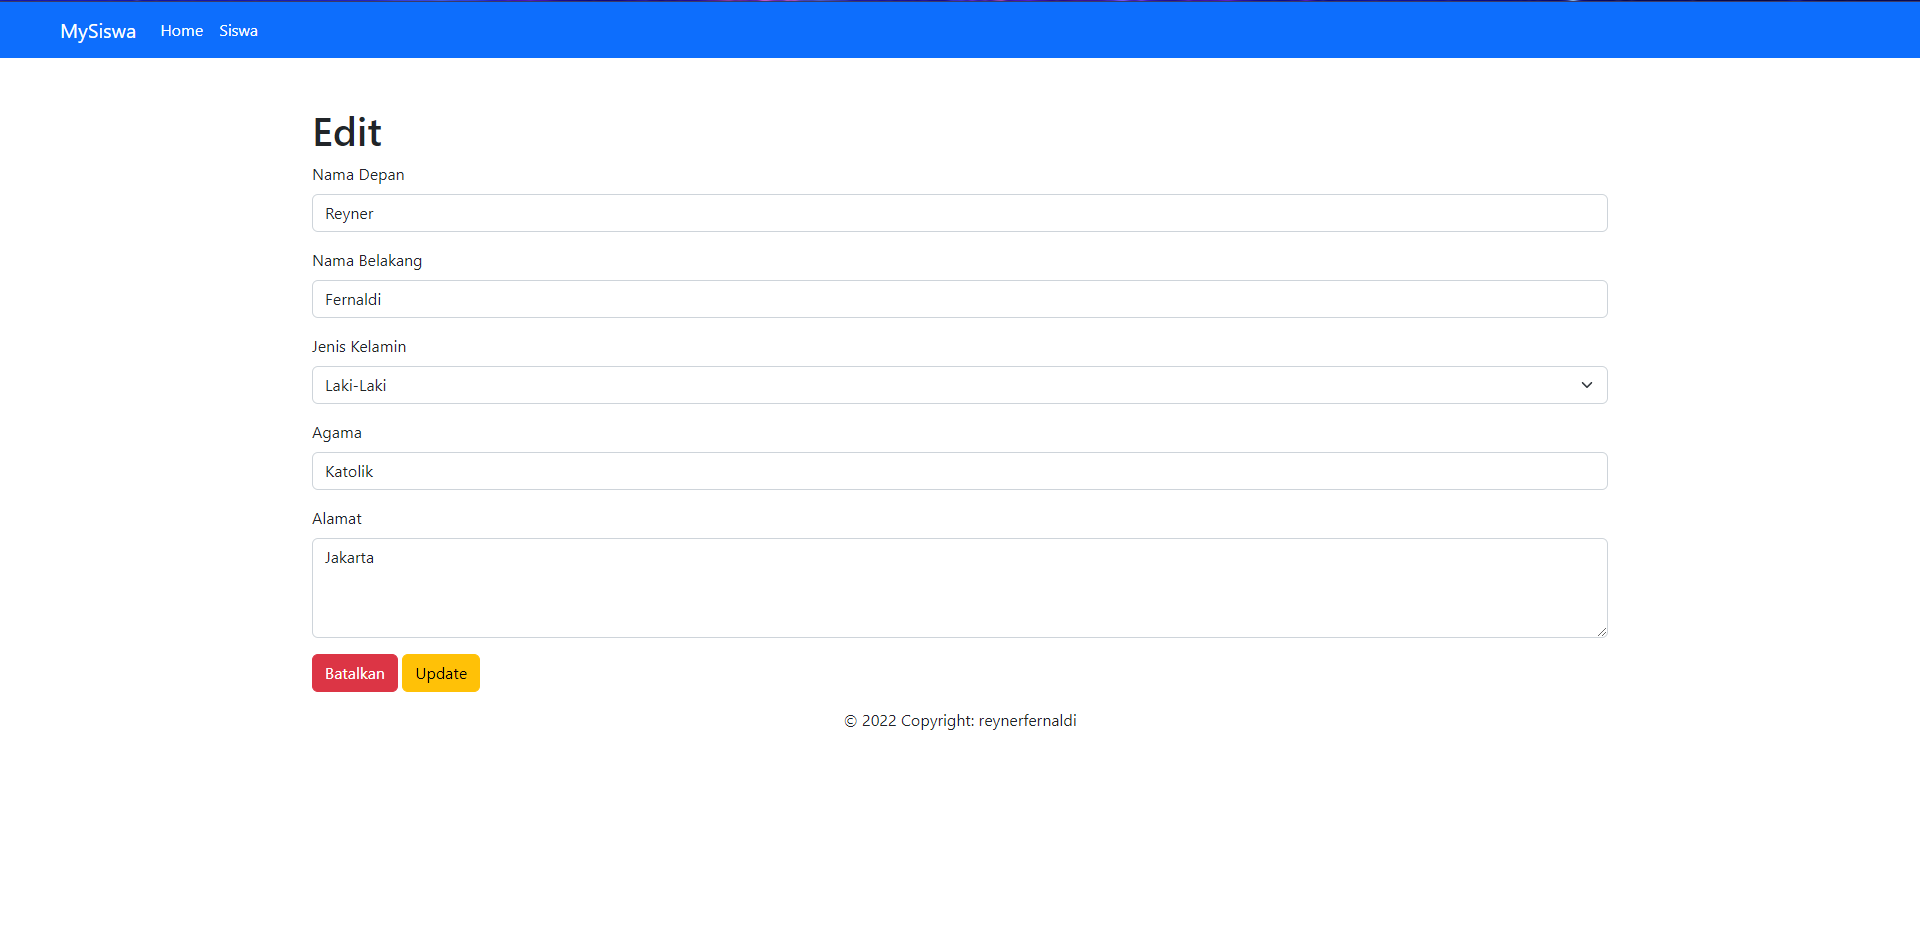 MySiswa Home Siswa
Edit
Nama Depan
Reyner
Nama Belakang
Fernaldi
Jenis Kelamin
Laki-Laki
Agama
Katolik
Alamat
Jakarta
Batalkan Update
© 2022 Copyright: reynerfernaldi